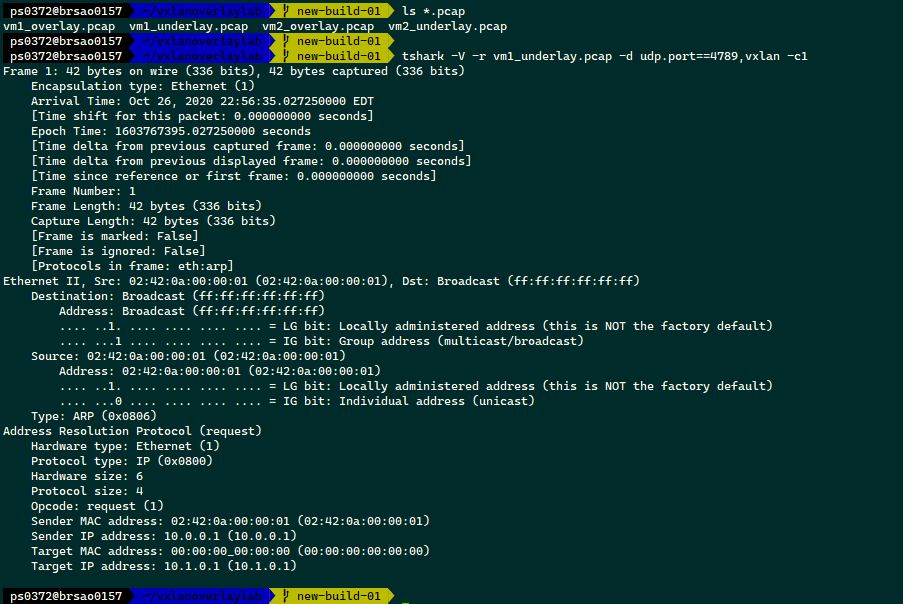 ps0372@brsao0157 ~/vxlanoverlaylab new-build-01 ls *.pcap
vm1_overlay.pcap vm1_underlay.pcap vm2_overlay.pcap vm2_underlay.pcap
ps0372@brsao0157 ~/vxlanoverlaylab new-build-01
ps0372@brsao0157 ~/vxlanoverlaylab new-build-01 tshark -V -r vm1_underlay.pcap -d udp.port==4789,vxlan -c1
Frame 1: 42 bytes on wire (336 bits), 42 bytes captured (336 bits)
    Encapsulation type: Ethernet (1)
    Arrival Time: Oct 26, 2020 22:56:35.027250000 EDT
    [Time shift for this packet: 0.000000000 seconds]
    Epoch Time: 1603767395.027250000 seconds
    [Time delta from previous captured frame: 0.000000000 seconds]
    [Time delta from previous displayed frame: 0.000000000 seconds]
    [Time since reference or first frame: 0.000000000 seconds]
    Frame Number: 1
    Frame Length: 42 bytes (336 bits)
    Capture Length: 42 bytes (336 bits)
    [Frame is marked: False]
    [Frame is ignored: False]
    [Protocols in frame: eth:arp]
Ethernet II, Src: 02:42:0a:00:00:01 (02:42:0a:00:00:01), Dst: Broadcast (ff:ff:ff:ff:ff:ff)
    Destination: Broadcast (ff:ff:ff:ff:ff:ff)
        Address: Broadcast (ff:ff:ff:ff:ff:ff)
        .... ..1. .... .... .... .... = LG bit: Locally administered address (this is NOT the factory default)
        .... ...1 .... .... .... .... = IG bit: Group address (multicast/broadcast)
    Source: 02:42:0a:00:00:01 (02:42:0a:00:00:01)
        Address: 02:42:0a:00:00:01 (02:42:0a:00:00:01)
        .... ..1. .... .... .... .... = LG bit: Locally administered address (this is NOT the factory default)
        .... ...0 .... .... .... .... = IG bit: Individual address (unicast)
    Type: ARP (0x0806)
Address Resolution Protocol (request)
    Hardware type: Ethernet (1)
    Protocol type: IP (0x0800)
    Hardware size: 6
    Protocol size: 4
    Opcode: request (1)
    Sender MAC address: 02:42:0a:00:00:01 (02:42:0a:00:00:01)
    Sender IP address: 10.0.0.1 (10.0.0.1)
    Target MAC address: 00:00:00_00:00:00 (00:00:00:00:00:00)
    Target IP address: 10.1.0.1 (10.1.0.1)
ps0372@brsao0157 ~/vxlanoverlaylab new-build-01 _